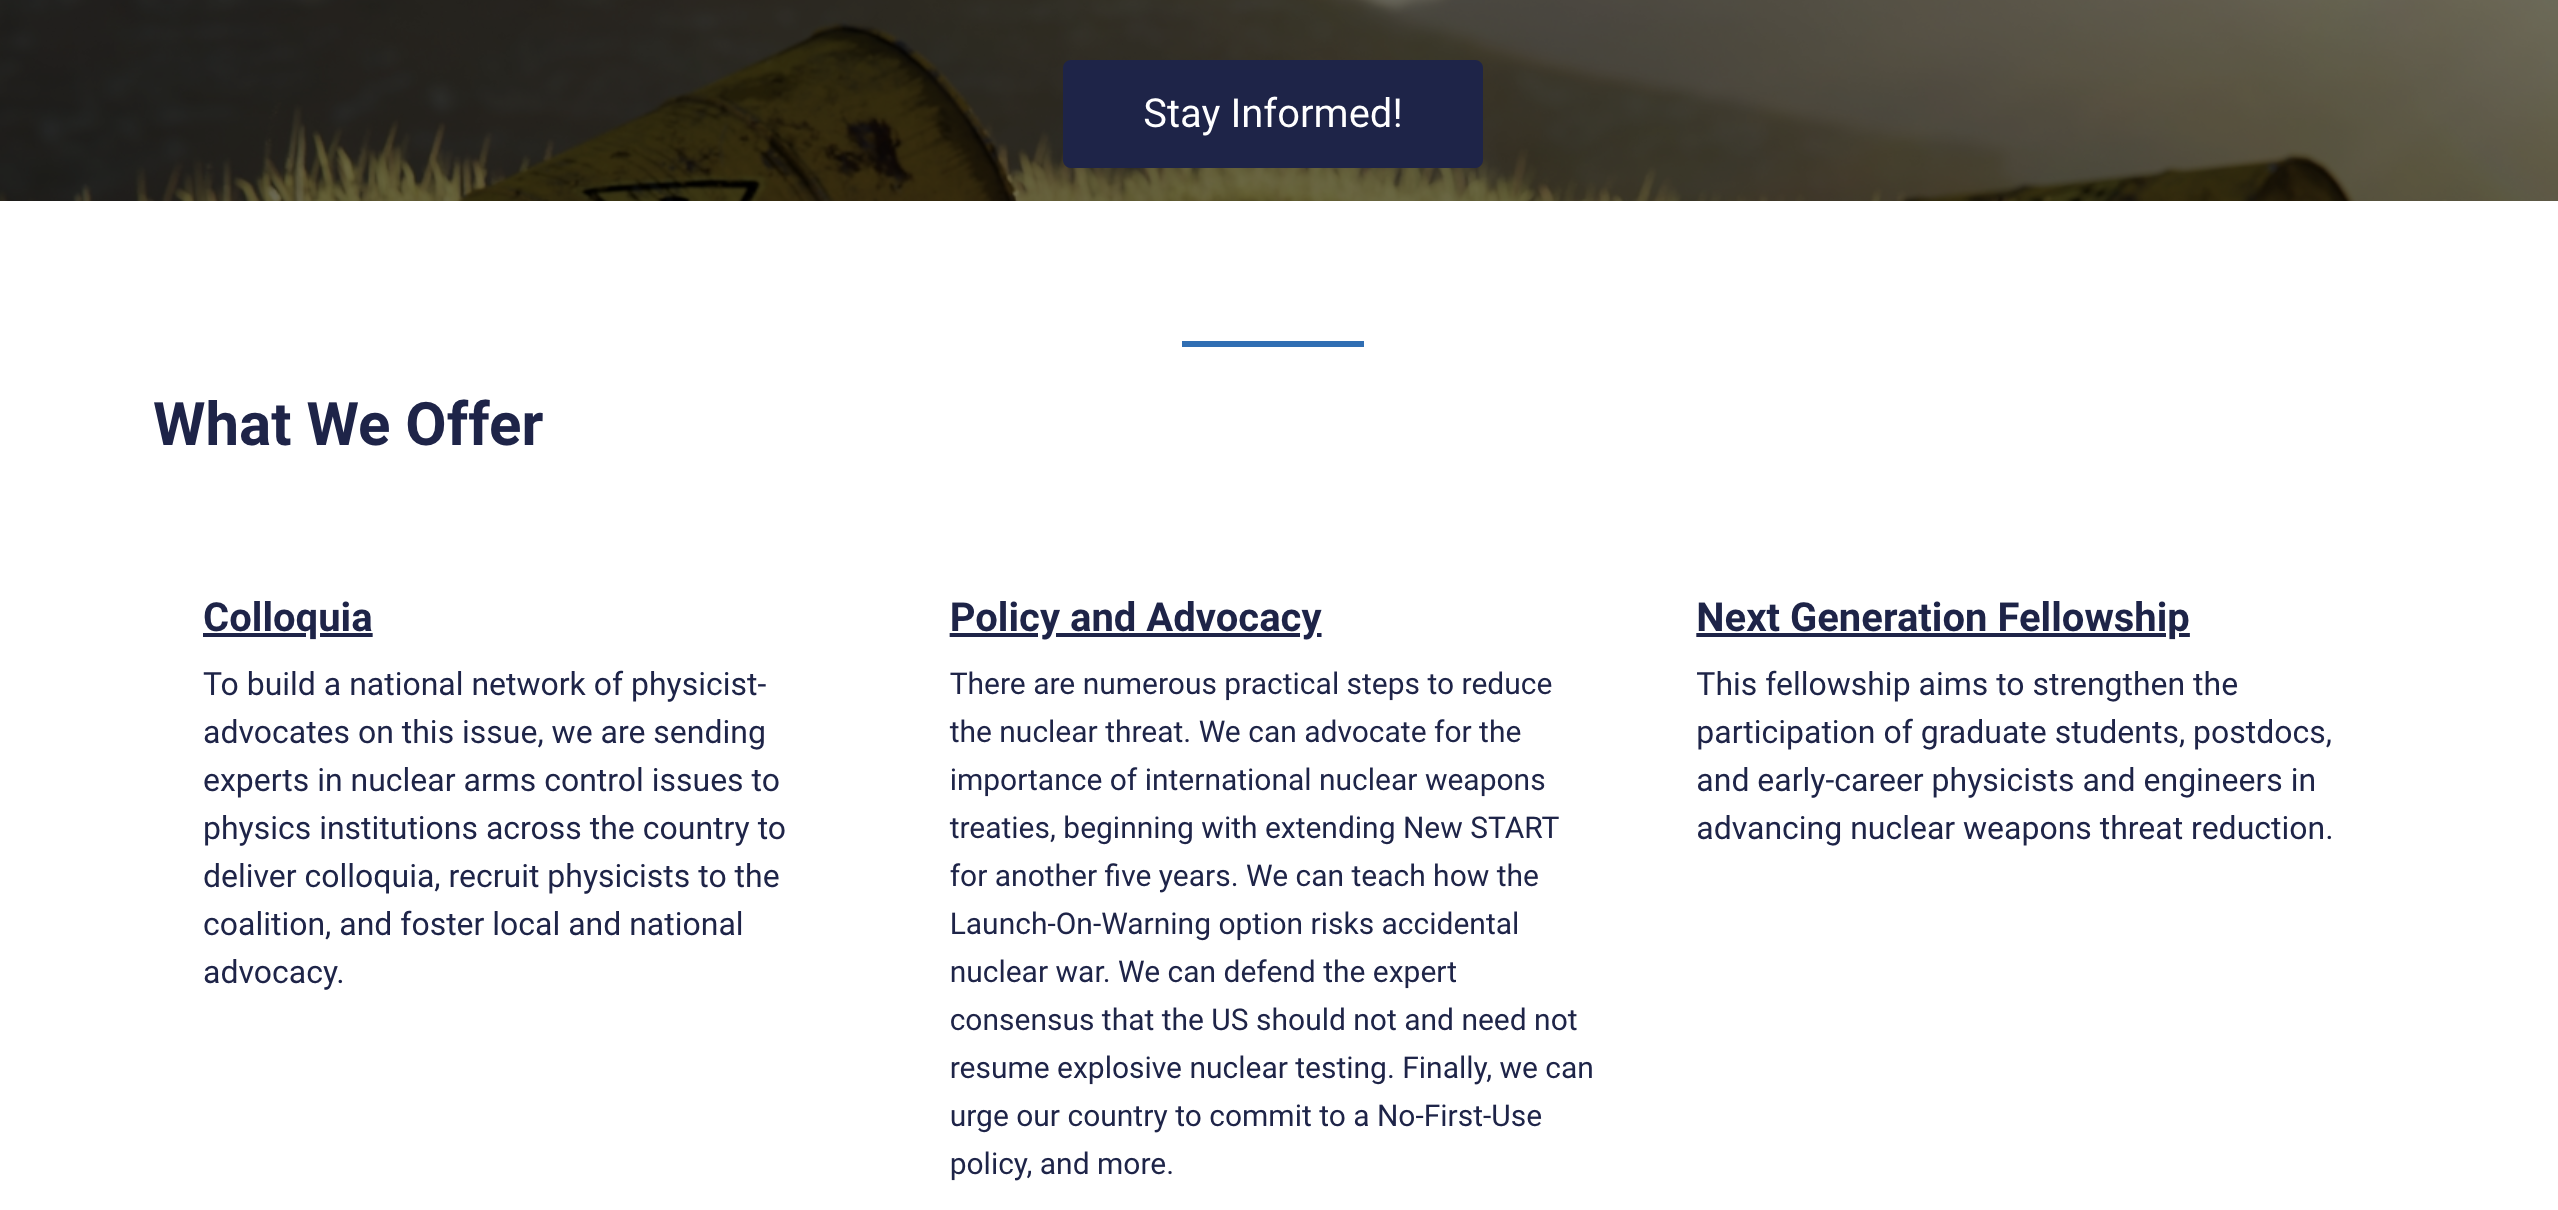 Stay Informed!
What We Offer
Colloquia
To build a national network of physicist-
advocates on this issue, we are sending
experts in nuclear arms control issues to
physics institutions across the country to
deliver colloquia, recruit physicists to the
coalition, and foster local and national
advocacy.
Policy and Advocacy
There are numerous practical steps to reduce
the nuclear threat. We can advocate for the
importance of international nuclear weapons
treaties, beginning with extending New START
for another five years. We can teach how the
Launch-On-Warning option risks accidental
nuclear war. We can defend the expert
consensus that the US should not and need not
resume explosive nuclear testing. Finally, we can
urge our country to commit to a No-First-Use
policy, and more.
Next Generation Fellowship
This fellowship aims to strengthen the
participation of graduate students, postdocs,
and early-career physicists and engineers in
advancing nuclear weapons threat reduction.